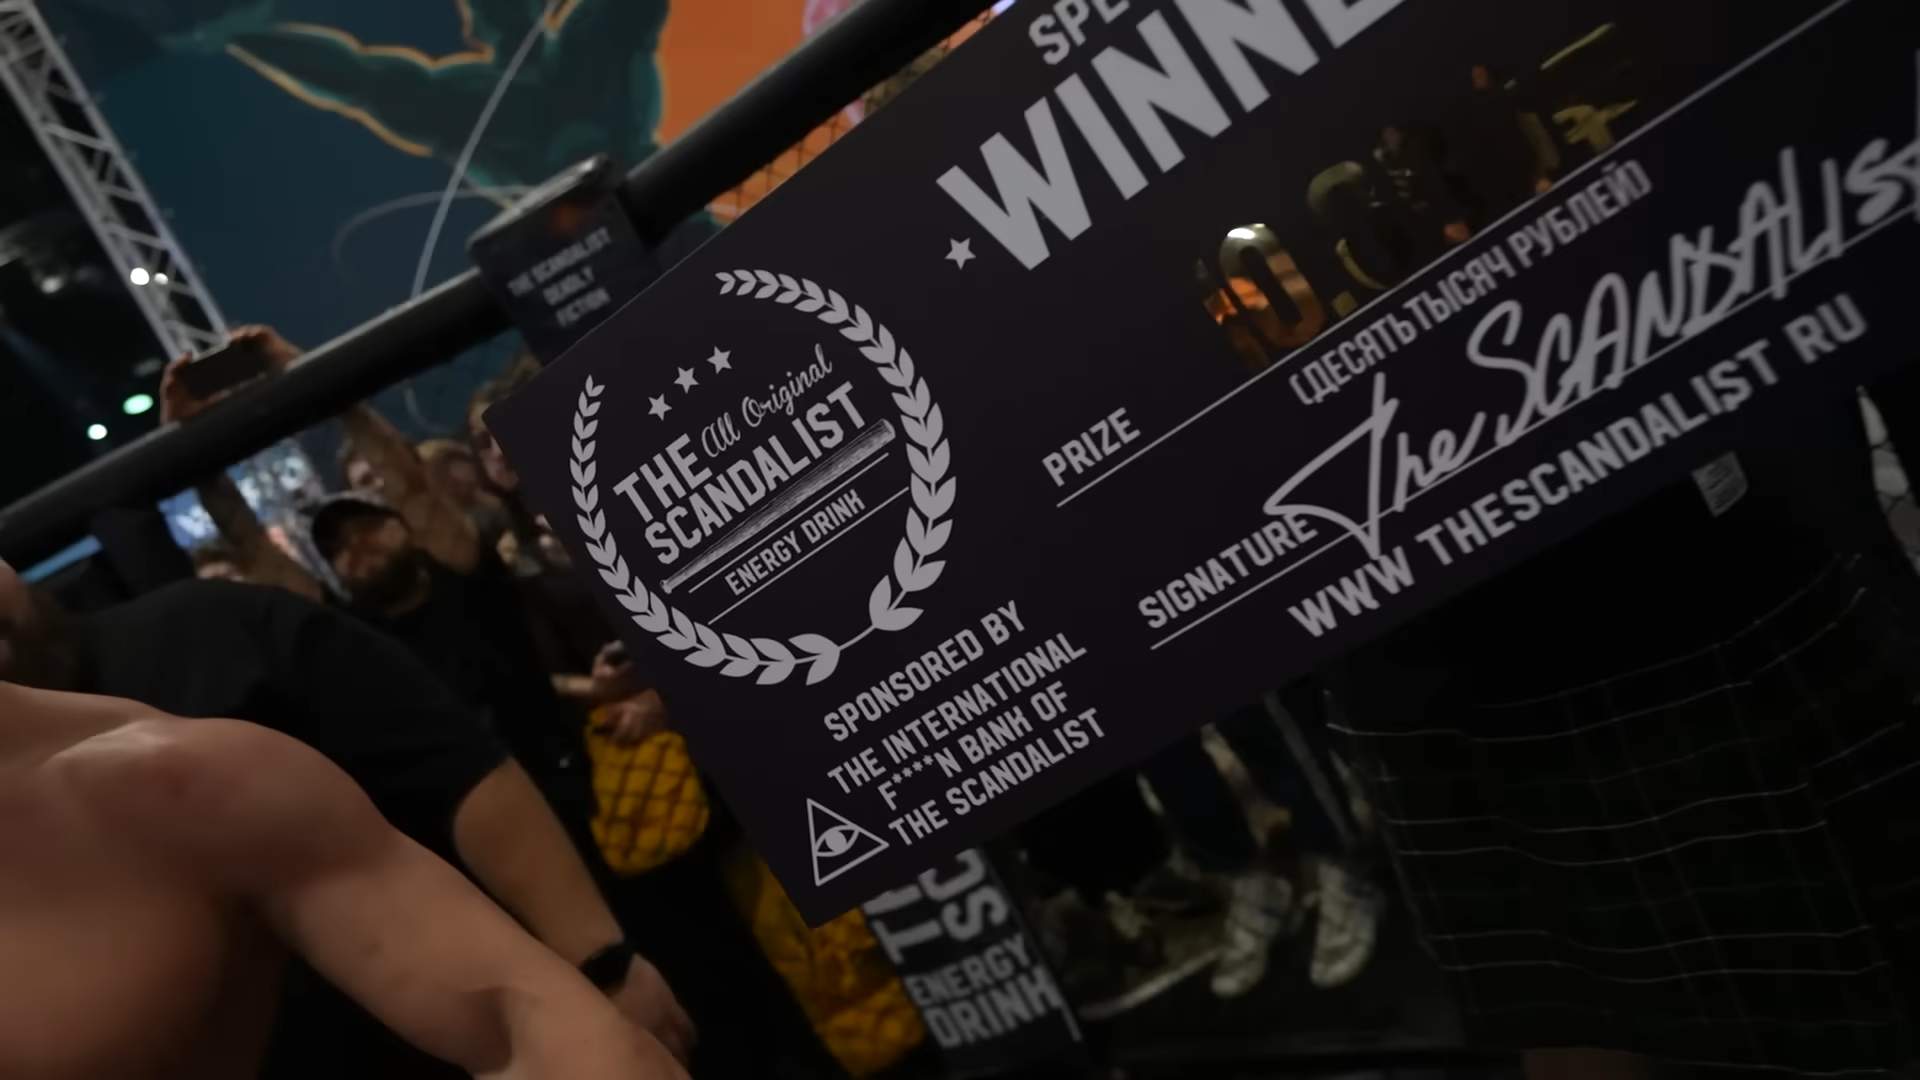 WINNE
(ДЕСЯТЬ ТЫСЯЧ РУБЛЕЙ)
PRIZE
SIGNATURE The SCANDALIST
WWW THESCANDALIST RU
All Original
THE
SCANDALIST
ENERGY DRINK
SPONSORED BY
THE INTERNATIONAL
F****N BANK OF
THE SCANDALIST
THE SCANDALIST
DEADLY
FICTION
ENERGY
DRINK